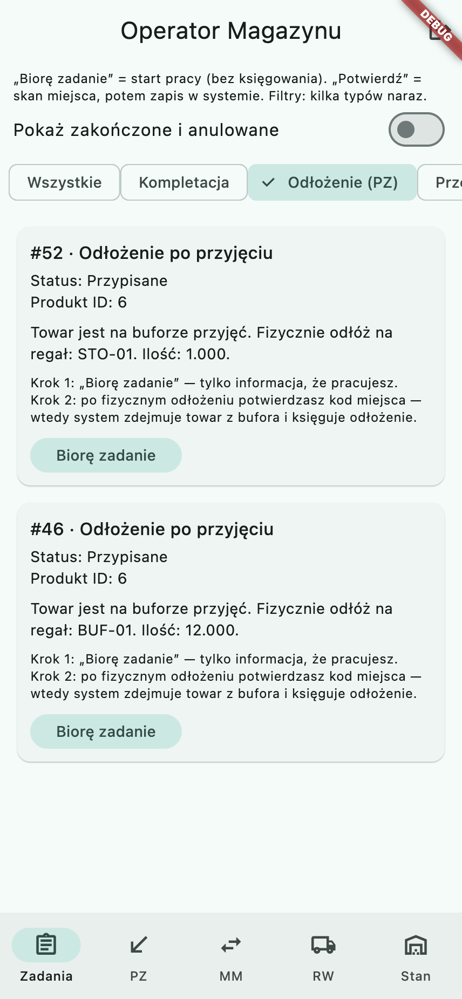 Operator Magazynu
DEBUG
„Biorę zadanie” = start pracy (bez księgowania). „Potwierdź” =
skan miejsca, potem zapis w systemie. Filtry: kilka typów naraz.
Pokaż zakończone i anulowane
Wszystkie Kompletacja Odłożenie (PZ)
#52 · Odłożenie po przyjęciu
Status: Przypisane
Produkt ID: 6
Towar jest na buforze przyjęć. Fizycznie odłóż na
regał: STO-01. Ilość: 1.000.
Krok 1: „Biorę zadanie” — tylko informacja, że pracujesz.
Krok 2: po fizycznym odłożeniu potwierdzasz kod miejsca —
wtedy system zdejmuje towar z bufora i księguje odłożenie.
Biorę zadanie
#46 · Odłożenie po przyjęciu
Status: Przypisane
Produkt ID: 6
Towar jest na buforze przyjęć. Fizycznie odłóż na
regał: BUF-01. Ilość: 12.000.
Krok 1: „Biorę zadanie” — tylko informacja, że pracujesz.
Krok 2: po fizycznym odłożeniu potwierdzasz kod miejsca —
wtedy system zdejmuje towar z bufora i księguje odłożenie.
Biorę zadanie
Zadania PZ MM RW Stan